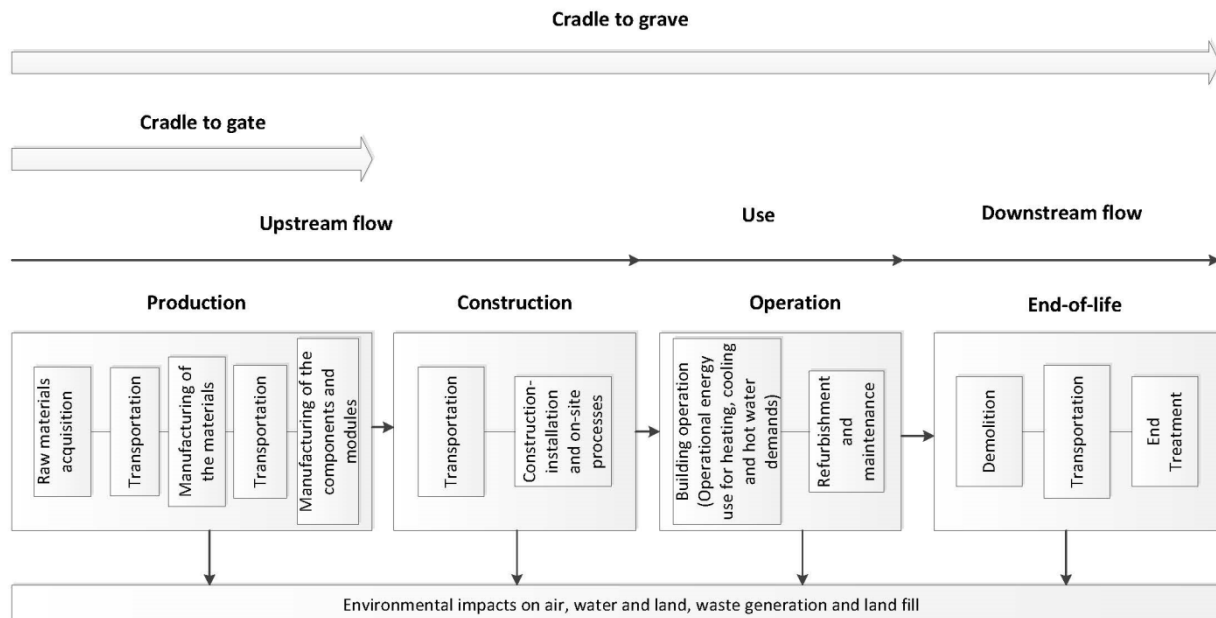 Cradle to grave
Cradle to gate
Upstream flow
Use
Downstream flow
Production
Construction
Operation
End-of-life
Raw materials
acquisition
Transportation
Manufacturing of
the materials
Transportation
Manufacturing of the
components and
modules
Transportation
Construction-
installation
and on-site
processes
Building operation
(Operational energy
use for heating, cooling
and hot water
demands)
Refurbishment
and
maintenance
Demolition
Transportation
End
Treatment
Environmental impacts on air, water and land, waste generation and land fill